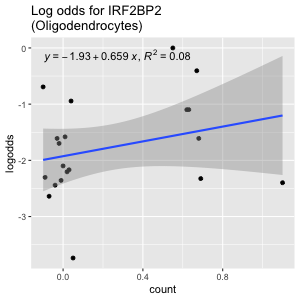 Log odds for IRF2BP2
(Oligodendrocytes)
y = −1.93 + 0.659 x, R² = 0.08
0
-1
-2
-3
logodds
0.0 0.4 0.8
count